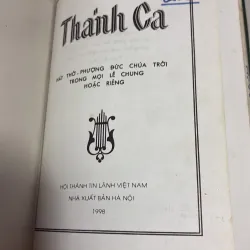 Thánh Ca
THỜ PHƯỢNG ĐỨC CHÚA TRỜI
TRONG MỌI LỄ CHUNG
HOẶC RIÊNG
HỘI THÁNH TIN LÀNH VIỆT NAM
NHÀ XUẤT BẢN HÀ NỘI
1998